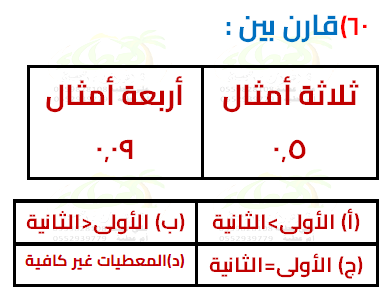 ٦٠) قارن بين :
ثلاثة أمثال أربعة أمثال
٠,٥ ٠,٠٩
(أ) الأولى>الثانية (ب) الأولى<الثانية
(ج) الأولى=الثانية (د)المعطيات غير كافية